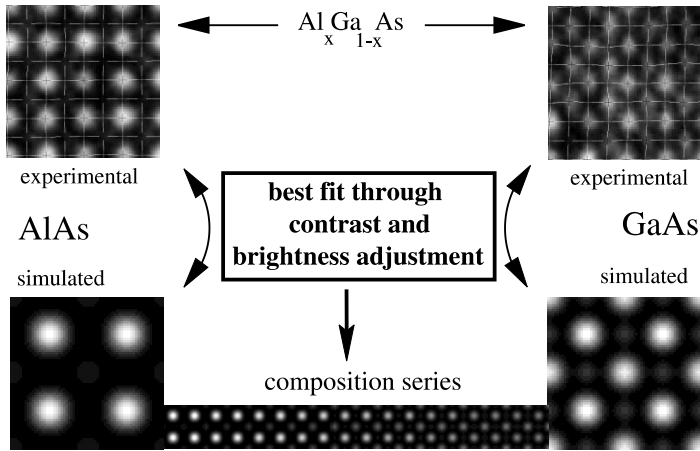 Al Ga As
x 1-x
experimental
experimental
best fit through
contrast and
brightness adjustment
AlAs
GaAs
simulated
simulated
composition series